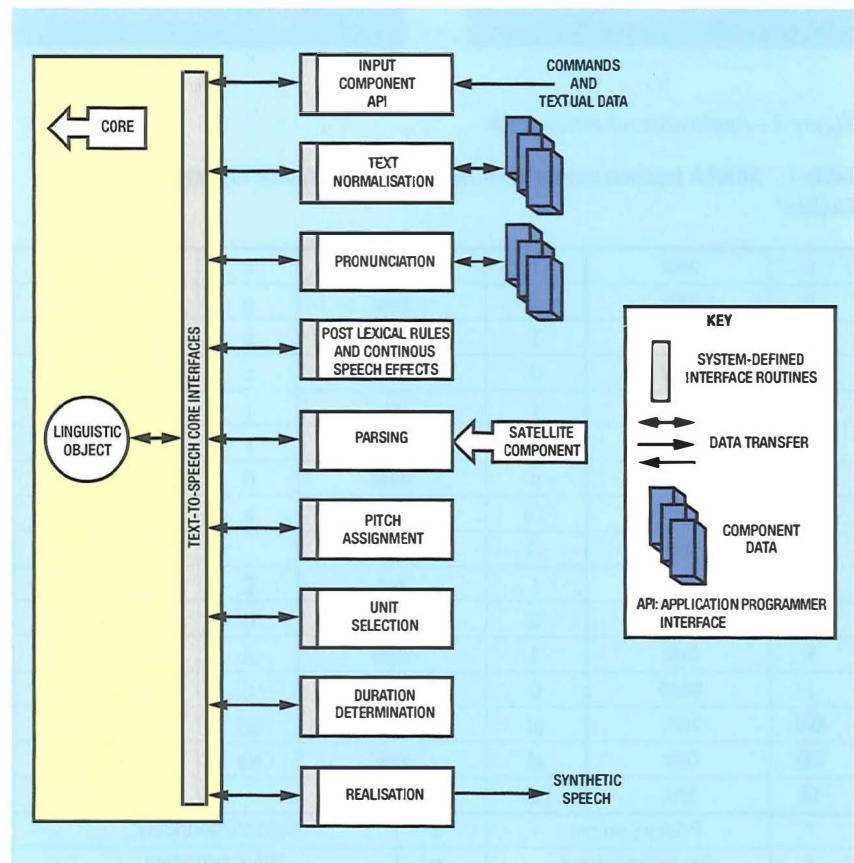 INPUT
COMPONENT
API
COMMANDS
AND
TEXTUAL DATA
CORE
TEXT
NORMALISATION
PRONUNCIATION
POST LEXICAL RULES
AND CONTINOUS
SPEECH EFFECTS
LINGUISTIC
OBJECT
TEXT-TO-SPEECH CORE INTERFACES
PARSING
SATELLITE
COMPONENT
PITCH
ASSIGNMENT
UNIT
SELECTION
DURATION
DETERMINATION
REALISATION
SYNTHETIC
SPEECH
KEY
SYSTEM-DEFINED
INTERFACE ROUTINES
DATA TRANSFER
COMPONENT
DATA
API: APPLICATION PROGRAMMER
INTERFACE